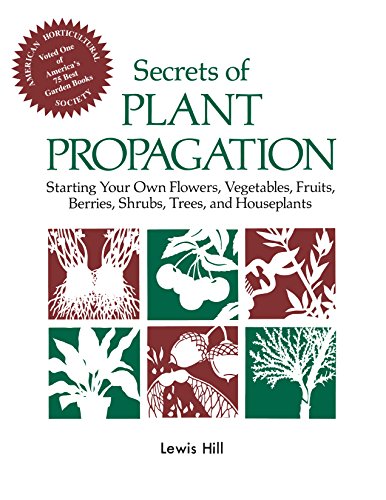 AMERICAN HORTICULTURAL
Voted One
of
America's
75 Best
Garden Books
SOCIETY
Secrets of
PLANT
PROPAGATION
Starting Your Own Flowers, Vegetables, Fruits,
Berries, Shrubs, Trees, and Houseplants
Lewis Hill